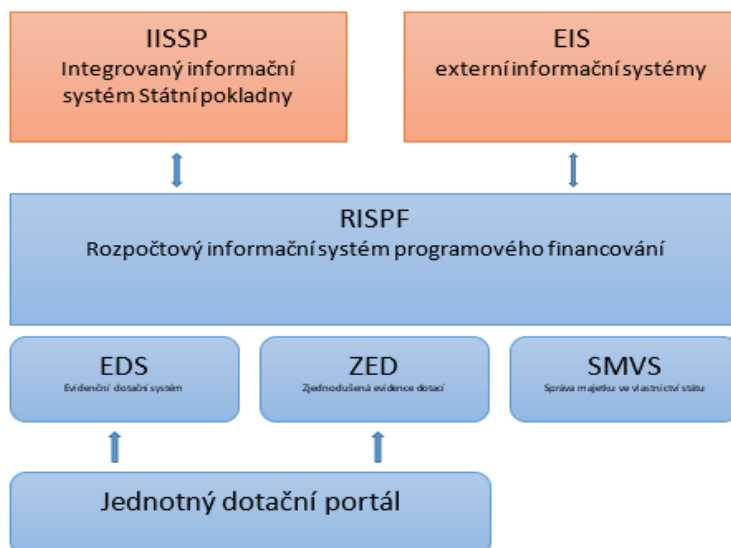 IISSP
Integrovaný informační
systém Státní pokladny
EIS
externí informační systémy
RISPF
Rozpočtový informační systém programového financování
EDS
Evidenční dotační systém
ZED
Zjednodušená evidence dotací
SMVS
Správa majetku ve vlastnictví státu
Jednotný dotační portál